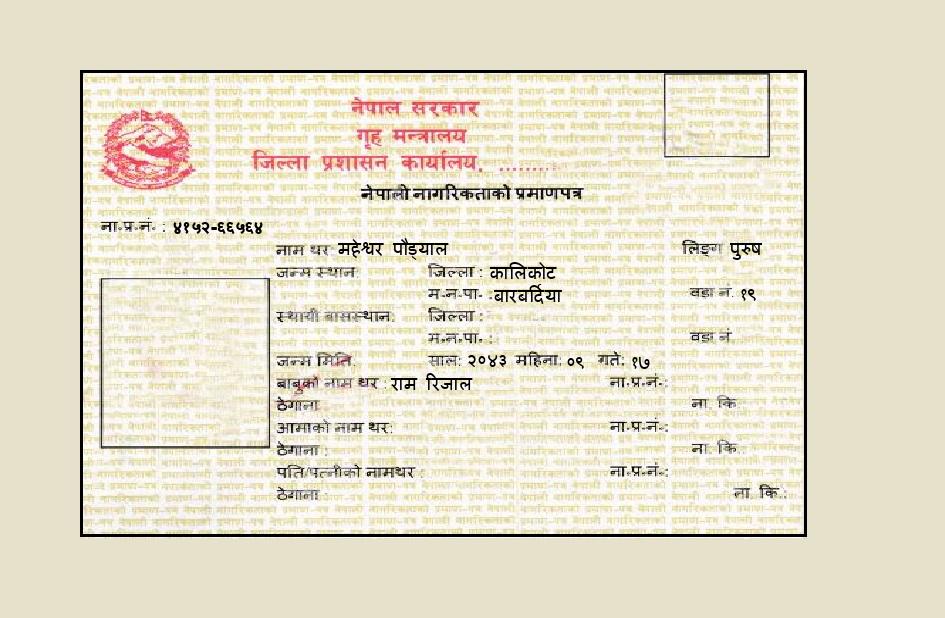 नेपाल सरकार
गृह मन्त्रालय
जिल्ला प्रशासन कार्यालय, .........
नेपाली नागरिकताको प्रमाणपत्र
ना.प्र.नं. : ४१५२-६६५६४
नाम थर: महेश्वर पौड्याल लिङ्ग पुरुष
जन्म स्थान: जिल्ला : कालिकोट
म.न.पा. : बारबर्दिया वडा नं. १९
स्थायी बासस्थान: जिल्ला :
म.न.पा. : वडा नं
जन्म मिति: साल: २०४३ महिना: ०९ गते: १७
बाबुको नाम थर : राम रिजाल ना.प्र.नं.:
ठेगाना: ना. कि.:
आमाको नाम थर: ना.प्र.नं.:
ठेगाना : ना. कि.:
पति/पत्नीको नामथर : ना.प्र.नं.:
ठेगाना : ना. कि.: